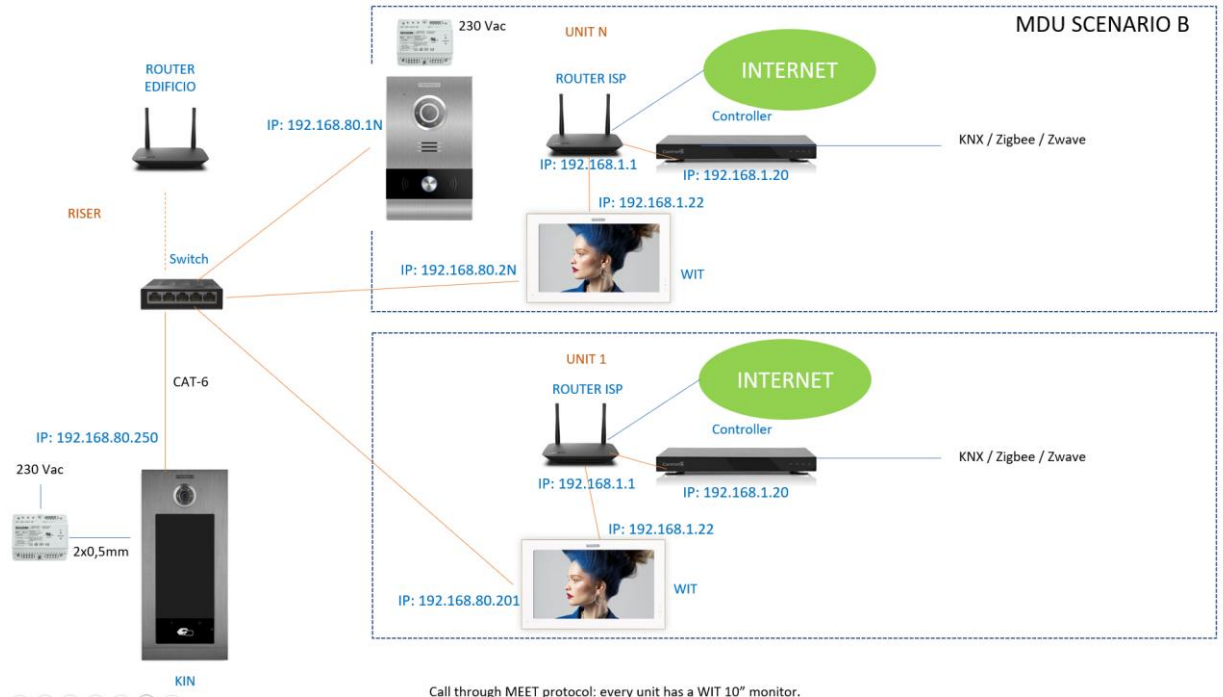 MDU SCENARIO B
230 Vac
UNIT N
INTERNET
ROUTER
EDIFICIO
ROUTER ISP
IP: 192.168.80.1N
Controller
KNX / Zigbee / Zwave
IP: 192.168.1.1
IP: 192.168.1.20
IP: 192.168.1.22
RISER
Switch
IP: 192.168.80.2N
WIT
UNIT 1
INTERNET
ROUTER ISP
CAT-6
Controller
IP: 192.168.80.250
KNX / Zigbee / Zwave
IP: 192.168.1.1
IP: 192.168.1.20
230 Vac
IP: 192.168.1.22
2x0,5mm
IP: 192.168.80.201
WIT
KIN
Call through MEET protocol: every unit has a WIT 10” monitor.